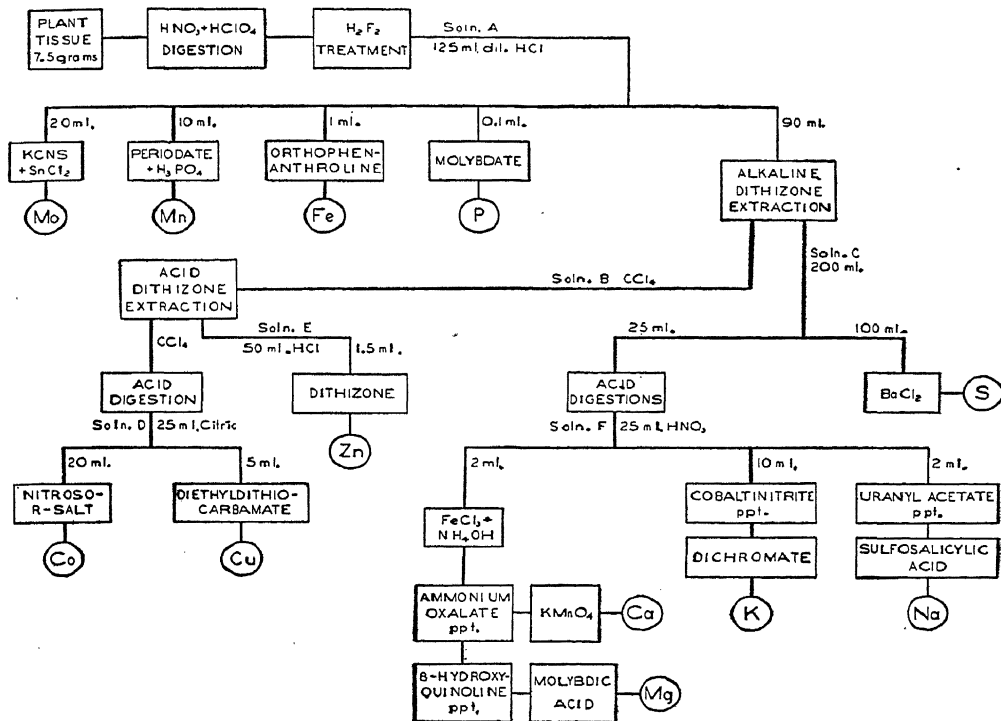 PLANT
TISSUE
7.5 grams
HNO₃+HClO₄
DIGESTION
H₂F₂
TREATMENT
Soln. A
125 ml. dil. HCl
20 ml.
10 ml.
1 ml.
0.1 ml.
90 ml.
KCNS
+SnCl₂
PERIODATE
+H₃PO₄
ORTHOPHEN-
ANTHROLINE
MOLYBDATE
ALKALINE
DITHIZONE
EXTRACTION
Mo
Mn
Fe
P
Soln. C
200 ml.
ACID
DITHIZONE
EXTRACTION
Soln. B CCl₄
CCl₄
Soln. E
50 ml. HCl
1.5 ml.
25 ml.
100 ml.
ACID
DIGESTION
DITHIZONE
ACID
DIGESTIONS
BaCl₂
S
Soln. D
25 ml. Citric
Zn
Soln. F
25 ml. HNO₃
20 ml.
5 ml.
2 ml.
10 ml.
2 ml.
NITROSO-
R-SALT
DIETHYLDITHIO-
CARBAMATE
FeCl₃+
NH₄OH
COBALTINITRITE
ppt.
URANYL ACETATE
ppt.
Co
Cu
DICHROMATE
SULFOSALICYLIC
ACID
AMMONIUM
OXALATE
ppt.
KMnO₄
Ca
K
Na
8-HYDROXY-
QUINOLINE
ppt.
MOLYBDIC
ACID
Mg